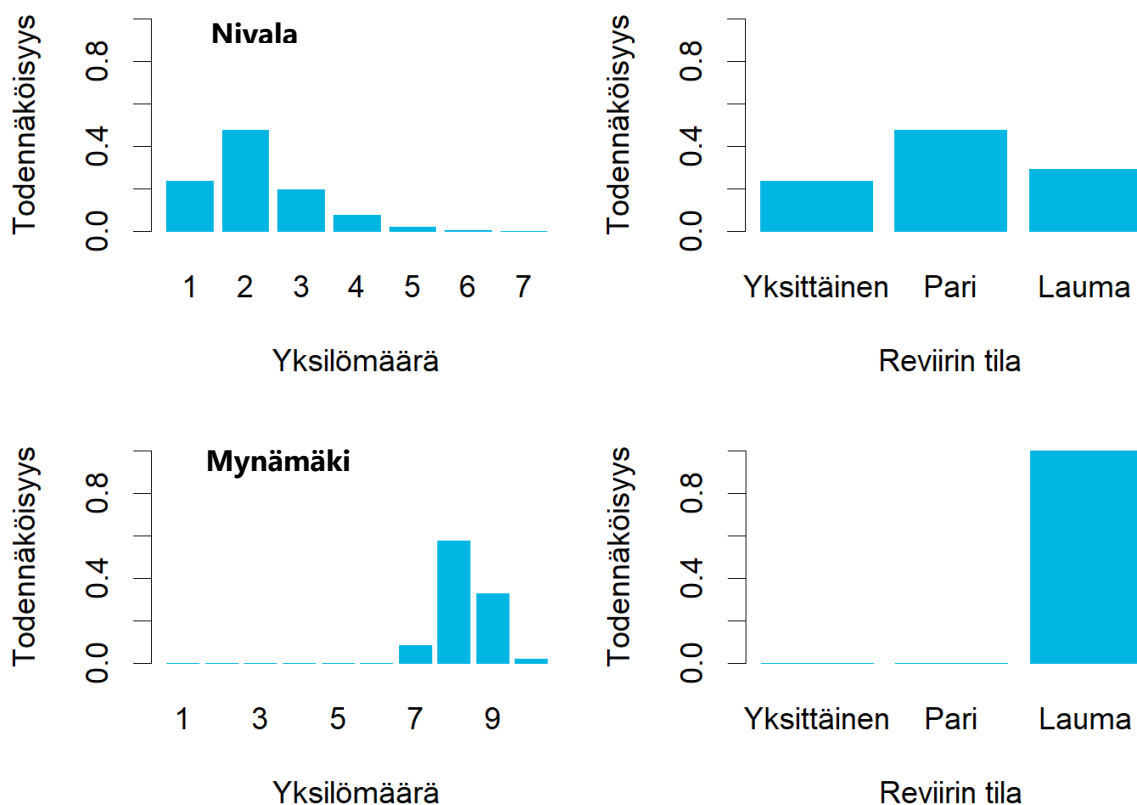 Nivala
Todennäköisyys
0.0 0.4 0.8
1 2 3 4 5 6 7
Yksilömäärä
Todennäköisyys
0.0 0.4 0.8
Yksittäinen Pari Lauma
Reviirin tila
Mynämäki
Todennäköisyys
0.0 0.4 0.8
1 3 5 7 9
Yksilömäärä
Todennäköisyys
0.0 0.4 0.8
Yksittäinen Pari Lauma
Reviirin tila